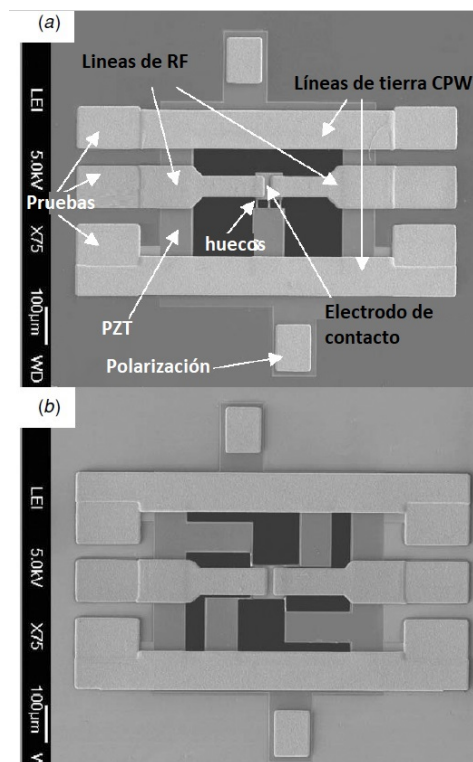 (a)
Lineas de RF
Líneas de tierra CPW
Pruebas
huecos
PZT
Electrodo de
contacto
Polarización
LEI
5.0kV
X75
100μm
WD
(b)
LEI
5.0kV
X75
100μm